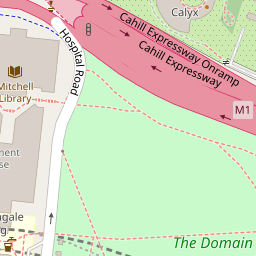 Calyx
Cahill Expressway Onramp
Cahill Expressway
Hospital Road
Mitchell
Library
M1
The Domain